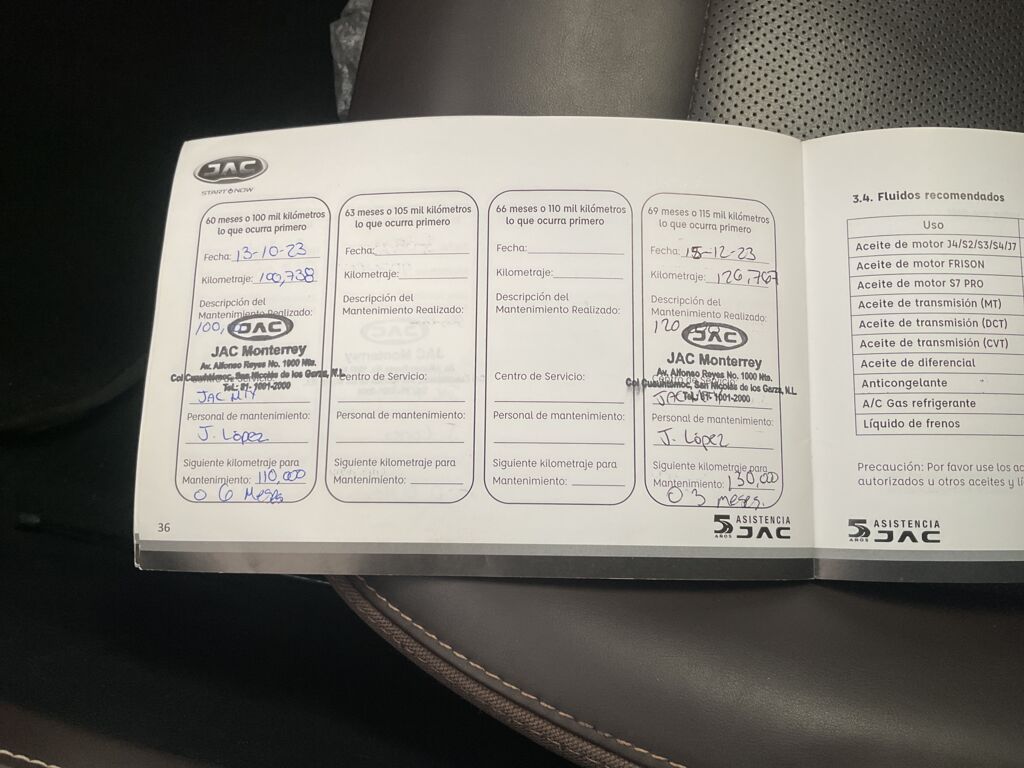 JAC
START NOW
60 meses o 100 mil kilómetros
lo que ocurra primero
Fecha: 13-10-23
Kilometraje: 100,738
Descripción del
Mantenimiento Realizado:
100,
JAC
JAC Monterrey
Av. Alfonso Reyes No. 1000 Nte.
Col Cuauhtémoc, San Nicolás de los Garza, N.L.
Tel.: 81- 1001-2000
JAC MTY
Personal de mantenimiento:
J. López
Siguiente kilometraje para
Mantenimiento: 110,000
o 6 Meses
63 meses o 105 mil kilómetros
lo que ocurra primero
Fecha:
Kilometraje:
Descripción del
Mantenimiento Realizado:
Centro de Servicio:
Personal de mantenimiento:
Siguiente kilometraje para
Mantenimiento:
66 meses o 110 mil kilómetros
lo que ocurra primero
Fecha:
Kilometraje:
Descripción del
Mantenimiento Realizado:
Centro de Servicio:
Personal de mantenimiento:
Siguiente kilometraje para
Mantenimiento:
69 meses o 115 mil kilómetros
lo que ocurra primero
Fecha: 15-12-23
Kilometraje: 120,767
Descripción del
Mantenimiento Realizado:
120
JAC
JAC Monterrey
Av. Alfonso Reyes No. 1000 Nte.
Col Cuauhtémoc, San Nicolás de los Garza, N.L.
Centro de Servicio:
JAC Tel.: 81- 1001-2000
Personal de mantenimiento:
J. López
Siguiente kilometraje para
Mantenimiento: 130,000
O 3 meses.
36
5 AÑOS ASISTENCIA
JAC
3.4. Fluidos recomendados
Uso
Aceite de motor J4/S2/S3/S4/J7
Aceite de motor FRISON
Aceite de motor S7 PRO
Aceite de transmisión (MT)
Aceite de transmisión (DCT)
Aceite de transmisión (CVT)
Aceite de diferencial
Anticongelante
A/C Gas refrigerante
Líquido de frenos
Precaución: Por favor use los
autorizados u otros aceites y
5 AÑOS ASISTENCIA
JAC